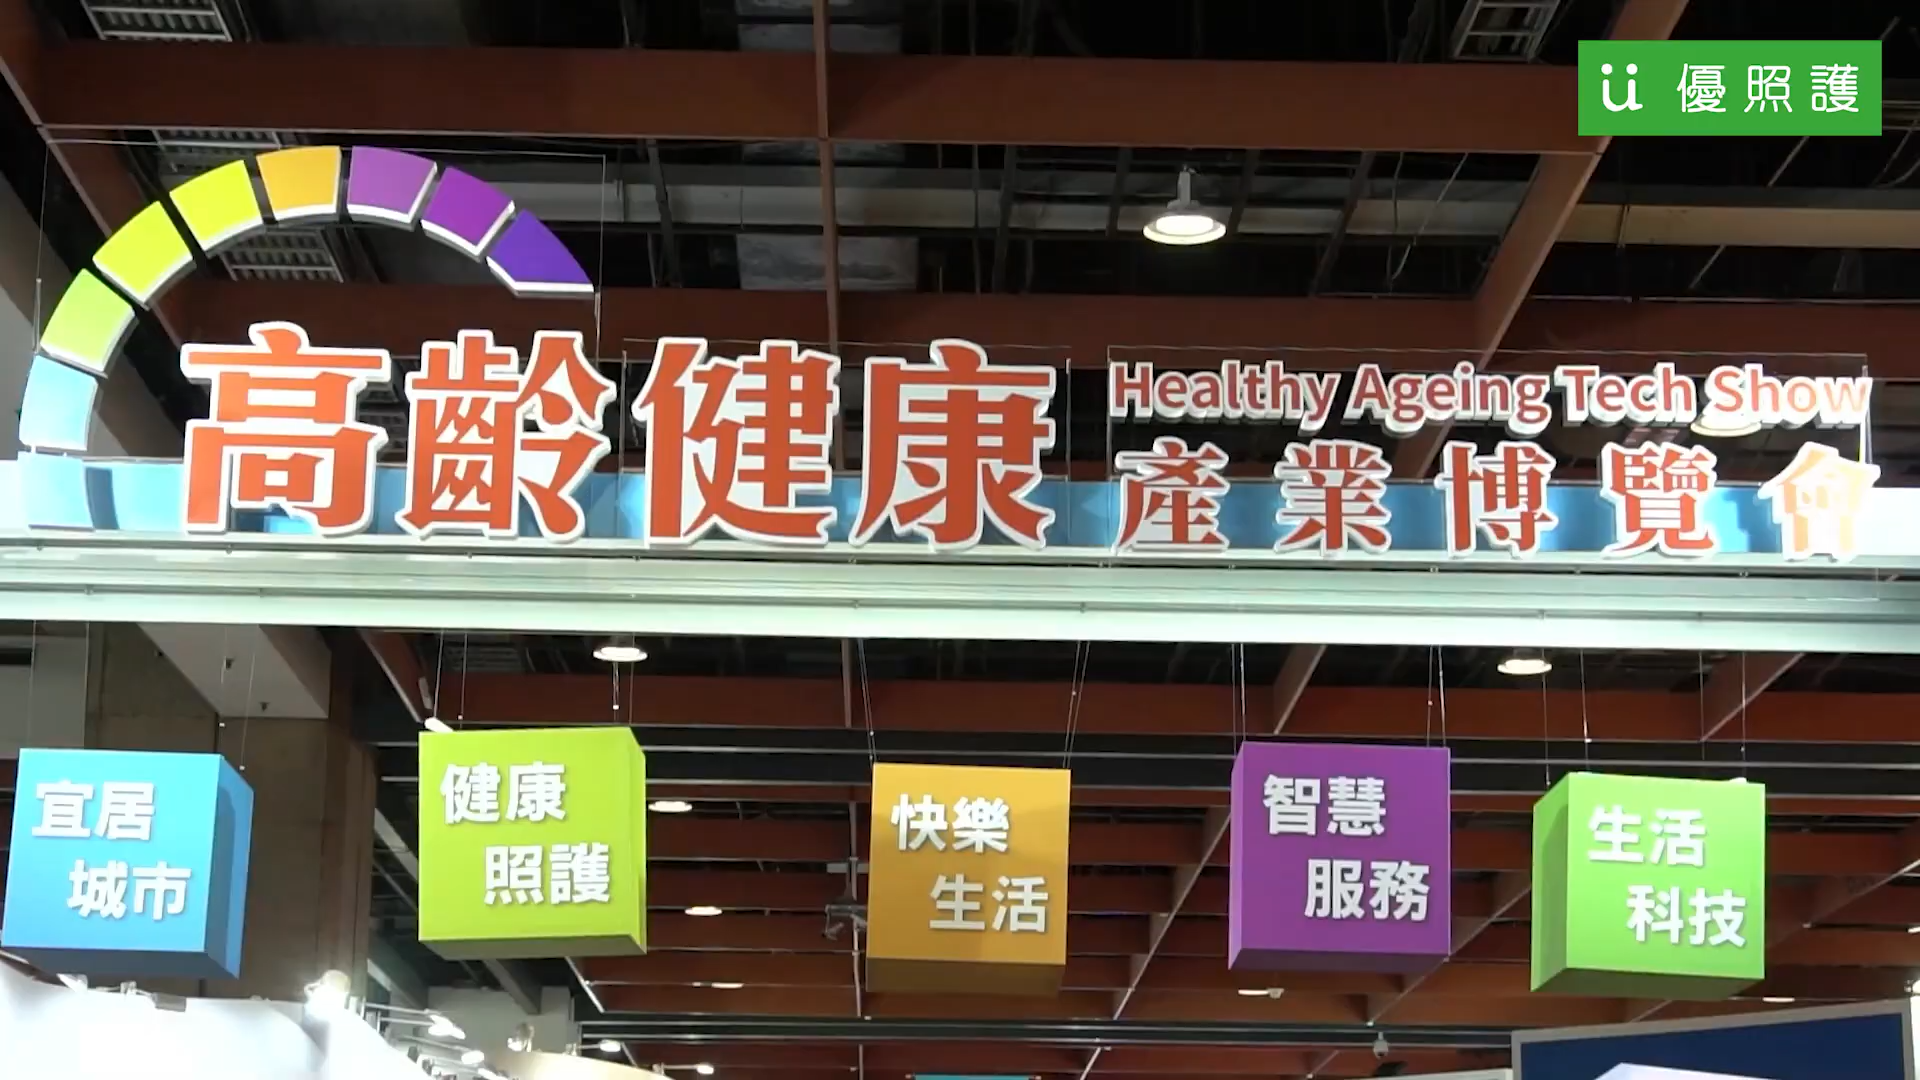 üi 優照護
高齡健康
Healthy Ageing Tech Show
產業博覽會
宜居
城市
健康
照護
快樂
生活
智慧
服務
生活
科技